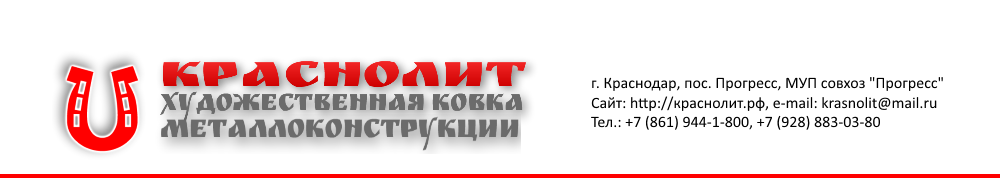 КРАСНОЛИТ
ХУДОЖЕСТВЕННАЯ КОВКА
МЕТАЛЛОКОНСТРУКЦИИ
г. Краснодар, пос. Прогресс, МУП совхоз "Прогресс"
Сайт: http://краснолит.рф, e-mail: krasnolit@mail.ru
Тел.: +7 (861) 944-1-800, +7 (928) 883-03-80